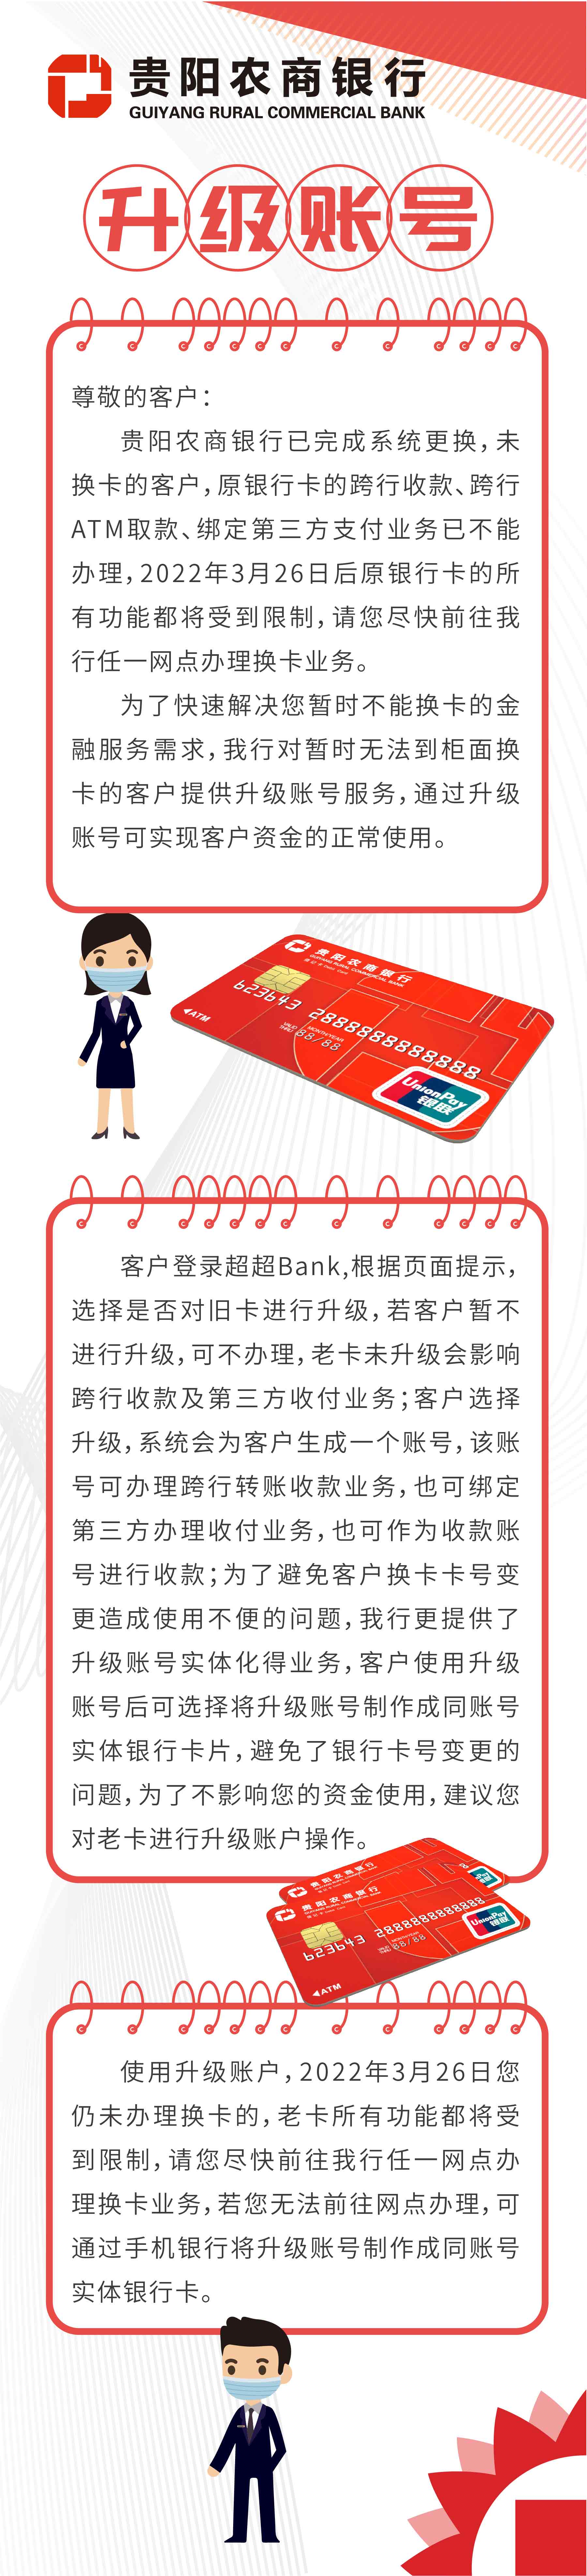 贵阳农商银行
GUIYANG RURAL COMMERCIAL BANK
升级账号
尊敬的客户：
贵阳农商银行已完成系统更换，未
换卡的客户，原银行卡的跨行收款、跨行
ATM取款、绑定第三方支付业务已不能
办理，2022年3月26日后原银行卡的所
有功能都将受到限制，请您尽快前往我
行任一网点办理换卡业务。
为了快速解决您暂时不能换卡的金
融服务需求，我行对暂时无法到柜面换
卡的客户提供升级账号服务，通过升级
账号可实现客户资金的正常使用。
贵阳农商银行
GUIYANG RURAL COMMERCIAL BANK
借记卡 Debit Card
623643 2888888888888
ATM
VALID THRU MONTH/YEAR 88/88
UnionPay
银联
客户登录超超Bank,根据页面提示，
选择是否对旧卡进行升级，若客户暂不
进行升级，可不办理，老卡未升级会影响
跨行收款及第三方收付业务；客户选择
升级，系统会为客户生成一个账号，该账
号可办理跨行转账收款业务，也可绑定
第三方办理收付业务，也可作为收款账
号进行收款；为了避免客户换卡卡号变
更造成使用不便的问题，我行更提供了
升级账号实体化得业务，客户使用升级
账号后可选择将升级账号制作成同账号
实体银行卡片，避免了银行卡号变更的
问题，为了不影响您的资金使用，建议您
对老卡进行升级账户操作。
贵阳农商银行
贵阳农商银行
GUIYANG RURAL COMMERCIAL BANK
623643 2888888888888
MONTH/YEAR 88/88
ATM
UnionPay
银联
使用升级账户，2022年3月26日您
仍未办理换卡的，老卡所有功能都将受
到限制，请您尽快前往我行任一网点办
理换卡业务，若您无法前往网点办理，可
通过手机银行将升级账号制作成同账号
实体银行卡。